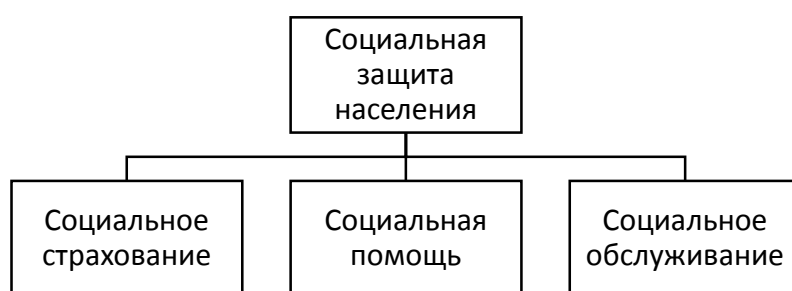 Социальная
защита
населения
Социальное
страхование
Социальная
помощь
Социальное
обслуживание